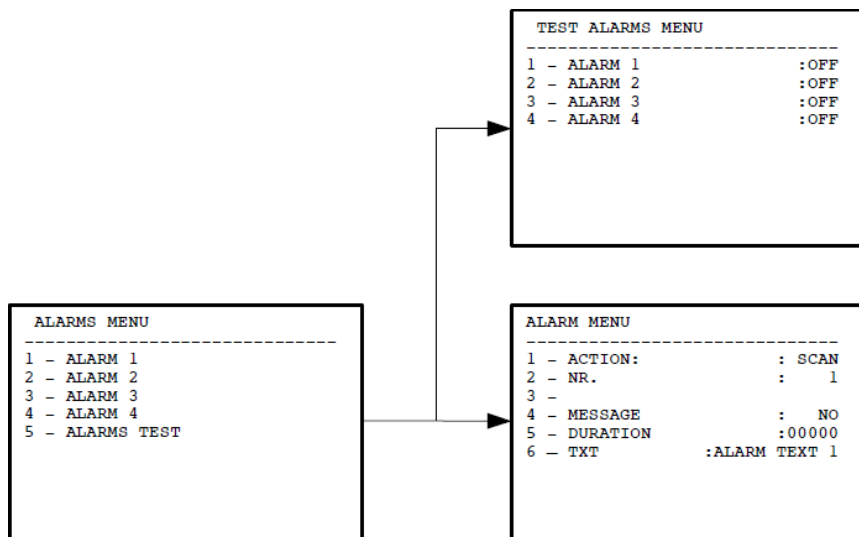 TEST ALARMS MENU
------------------------------
1 - ALARM 1 :OFF
2 - ALARM 2 :OFF
3 - ALARM 3 :OFF
4 - ALARM 4 :OFF
ALARMS MENU
------------------------------
1 - ALARM 1
2 - ALARM 2
3 - ALARM 3
4 - ALARM 4
5 - ALARMS TEST
ALARM MENU
------------------------------
1 - ACTION: : SCAN
2 - NR. : 1
3 -
4 - MESSAGE : NO
5 - DURATION :00000
6 - TXT :ALARM TEXT 1